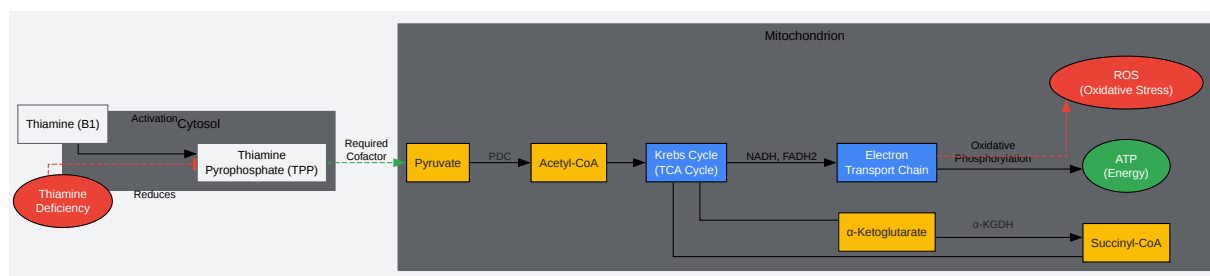 Mitochondrion
ROS
(Oxidative Stress)
Thiamine (B1)
Activation
Cytosol
Thiamine
Pyrophosphate (TPP)
Required
Cofactor
Pyruvate
PDC
Acetyl-CoA
Krebs Cycle
(TCA Cycle)
NADH, FADH2
Electron
Transport Chain
Oxidative
Phosphorylation
ATP
(Energy)
Thiamine
Deficiency
Reduces
α-Ketoglutarate
α-KGDH
Succinyl-CoA